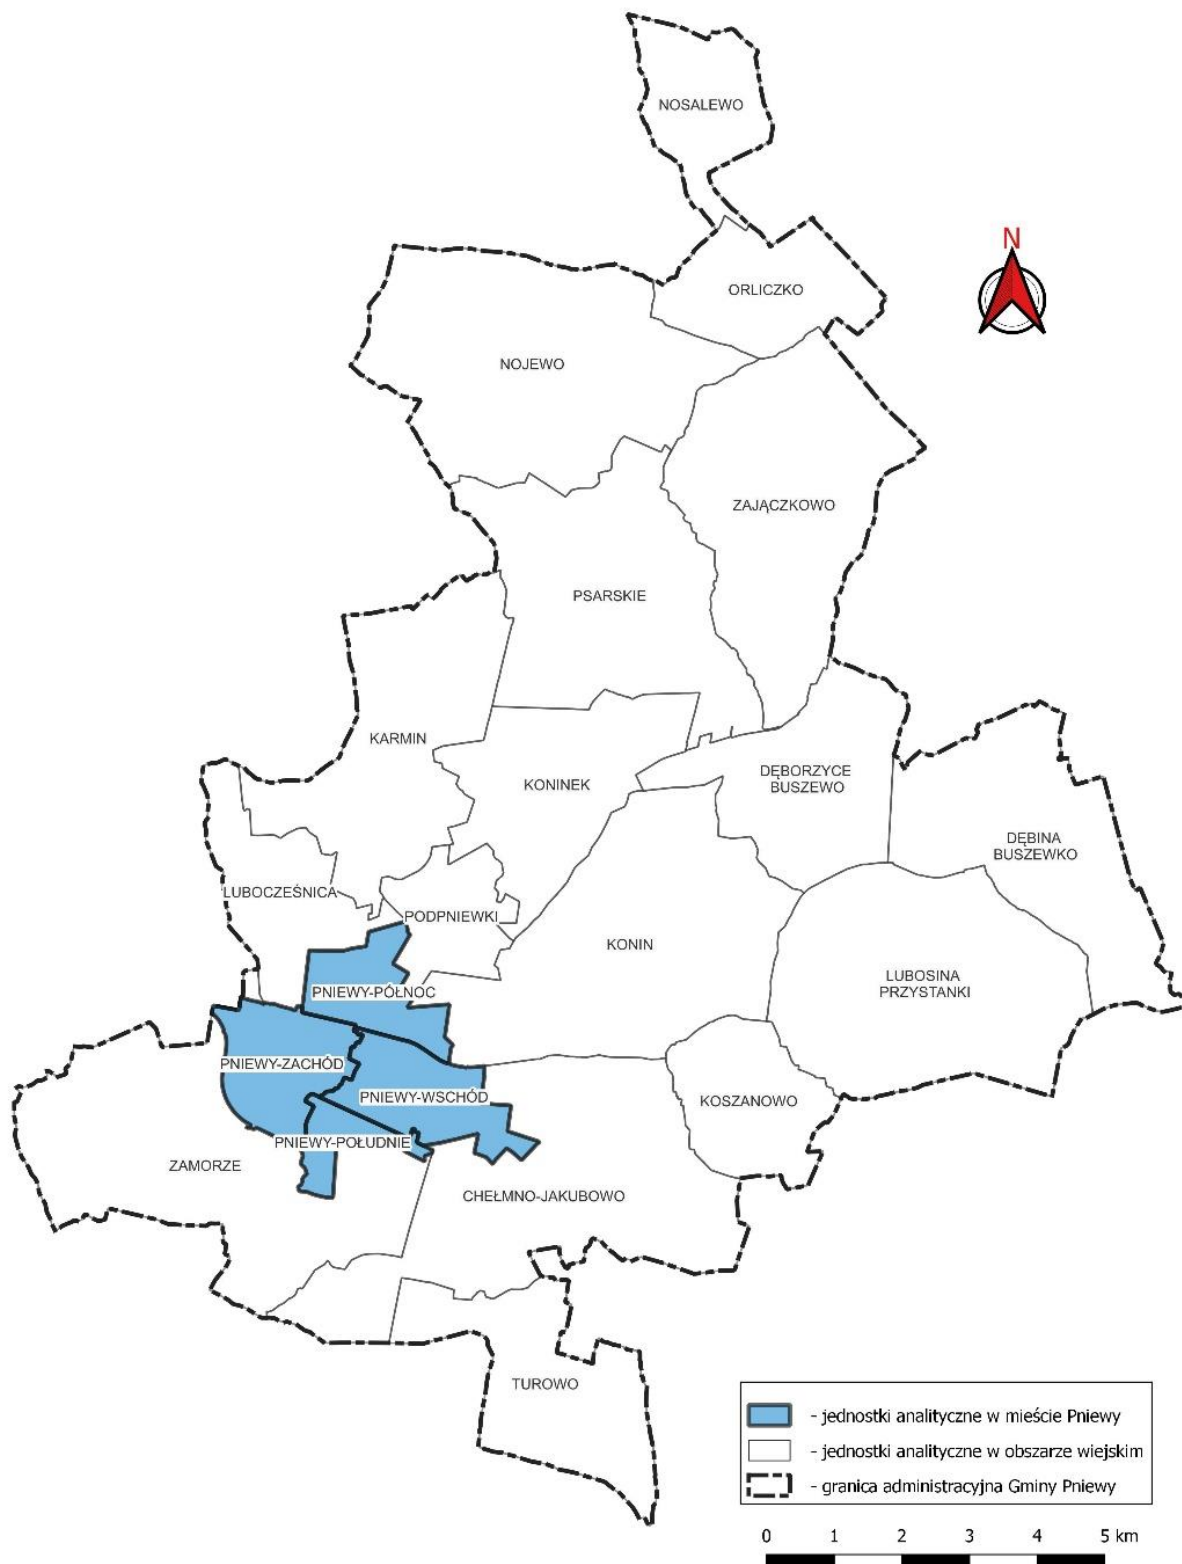 NOSALEWO
N
ORLICZKO
NOJEWO
ZAJĄCZKOWO
PSARSKIE
KARMIN
KONINEK
DĘBORZYCE
BUSZEWO
DĘBINA
BUSZEWKO
LUBOCZEŚNICA
PODPNIEWKI
KONIN
LUBOSINA
PRZYSTANKI
PNIEWY-PÓŁNOC
PNIEWY-ZACHÓD
PNIEWY-WSCHÓD
KOSZANOWO
PNIEWY-POŁUDNIE
ZAMORZE
CHEŁMNO-JAKUBOWO
TUROWO
- jednostki analityczne w mieście Pniewy
- jednostki analityczne w obszarze wiejskim
- granica administracyjna Gminy Pniewy
0 1 2 3 4 5 km